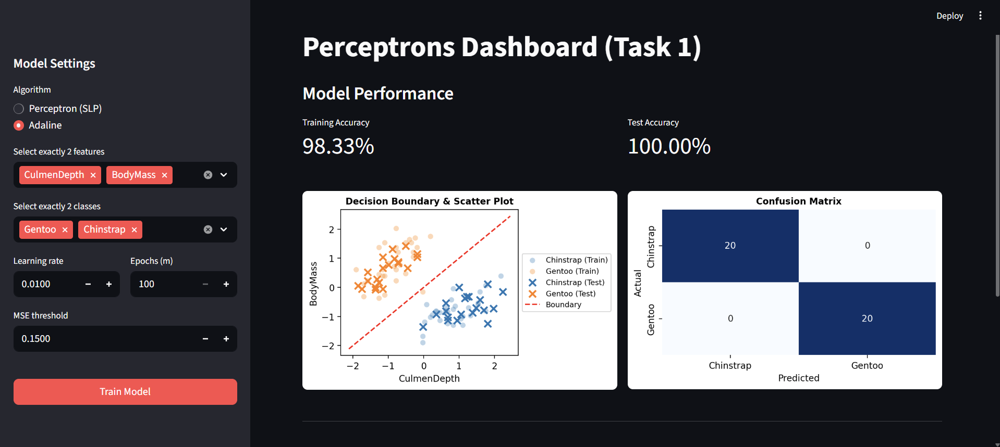 Deploy
Model Settings
Algorithm
Perceptron (SLP)
Adaline
Select exactly 2 features
CulmenDepth BodyMass
Select exactly 2 classes
Gentoo Chinstrap
Learning rate Epochs (m)
0.0100 100
MSE threshold
0.1500
Train Model
Perceptrons Dashboard (Task 1)
Model Performance
Training Accuracy
98.33%
Test Accuracy
100.00%
Decision Boundary & Scatter Plot
BodyMass
2
1
0
−1
−2
−2 −1 0 1 2
CulmenDepth
Chinstrap (Train)
Gentoo (Train)
Chinstrap (Test)
Gentoo (Test)
Boundary
Confusion Matrix
Actual
Chinstrap
Gentoo
20 0
0 20
Chinstrap Gentoo
Predicted